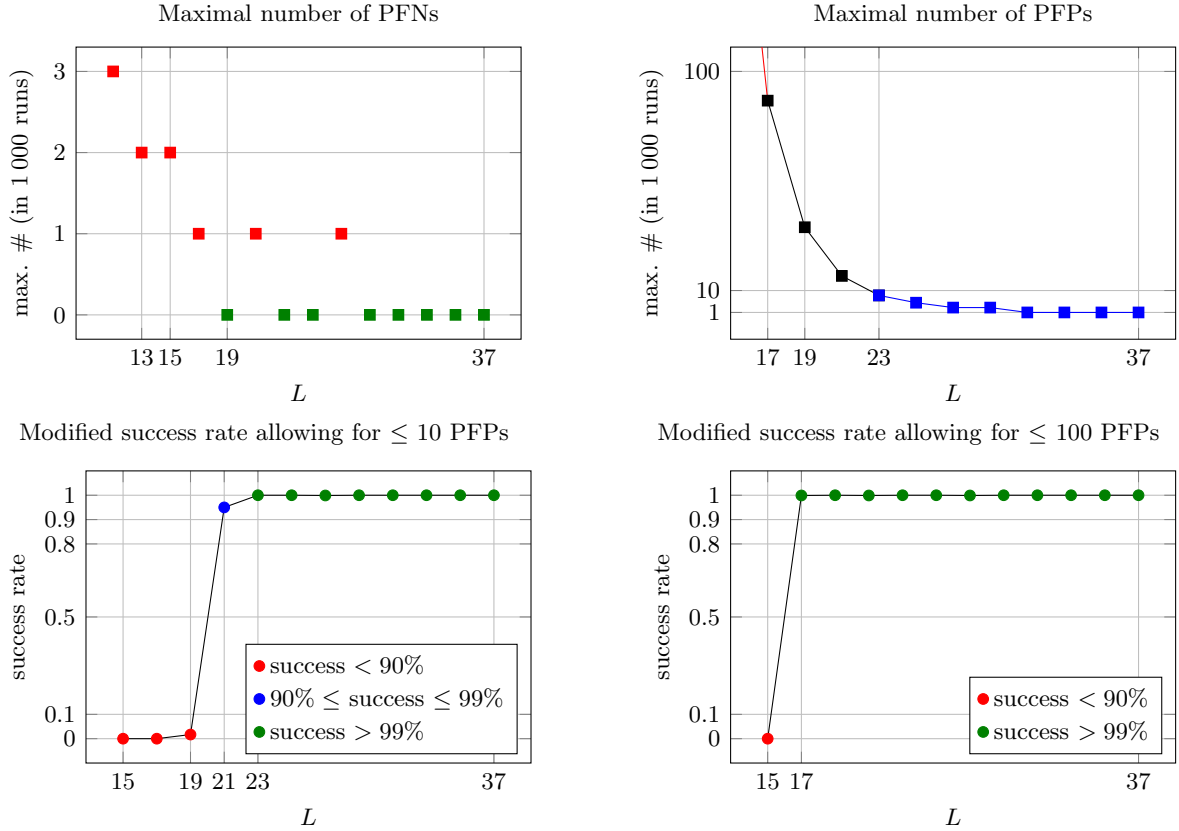 Maximal number of PFNs
max. # (in 1 000 runs)
3
2
1
0
13 15 19 37
L
Maximal number of PFPs
max. # (in 1 000 runs)
100
10
1
17 19 23 37
L
Modified success rate allowing for ≤ 10 PFPs
success rate
1
0.9
0.8
0.5
0.1
0
success < 90%
90% ≤ success ≤ 99%
success > 99%
15 19 21 23 37
L
Modified success rate allowing for ≤ 100 PFPs
success rate
1
0.9
0.8
0.5
0.1
0
success < 90%
success > 99%
15 17 37
L